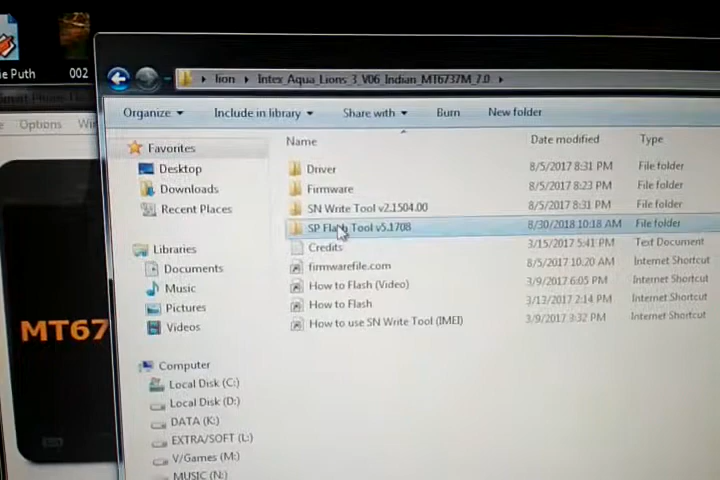 ie Puth
002
Options
Win
MT67
lion ▸ Intex_Aqua_Lions_3_V06_Indian_MT6737M_7.0 ▸
Organize
Include in library
Share with
Burn
New folder
Name
Date modified
Type
Favorites
Desktop
Downloads
Recent Places
Libraries
Documents
Music
Pictures
Videos
Computer
Local Disk (C:)
Local Disk (D:)
DATA (K:)
EXTRA/SOFT (L:)
V/Games (M:)
MUSIC (N:)
Driver 8/5/2017 8:31 PM File folder
Firmware 8/5/2017 8:23 PM File folder
SN Write Tool v2.1504.00 8/5/2017 8:31 PM File folder
SP Flash Tool v5.1708 8/30/2018 10:18 AM File folder
Credits 3/15/2017 5:41 PM Text Document
firmwarefile.com 8/5/2017 10:20 AM Internet Shortcut
How to Flash (Video) 3/9/2017 6:05 PM Internet Shortcut
How to Flash 3/13/2017 2:14 PM Internet Shortcut
How to use SN Write Tool (IMEI) 3/9/2017 3:32 PM Internet Shortcut